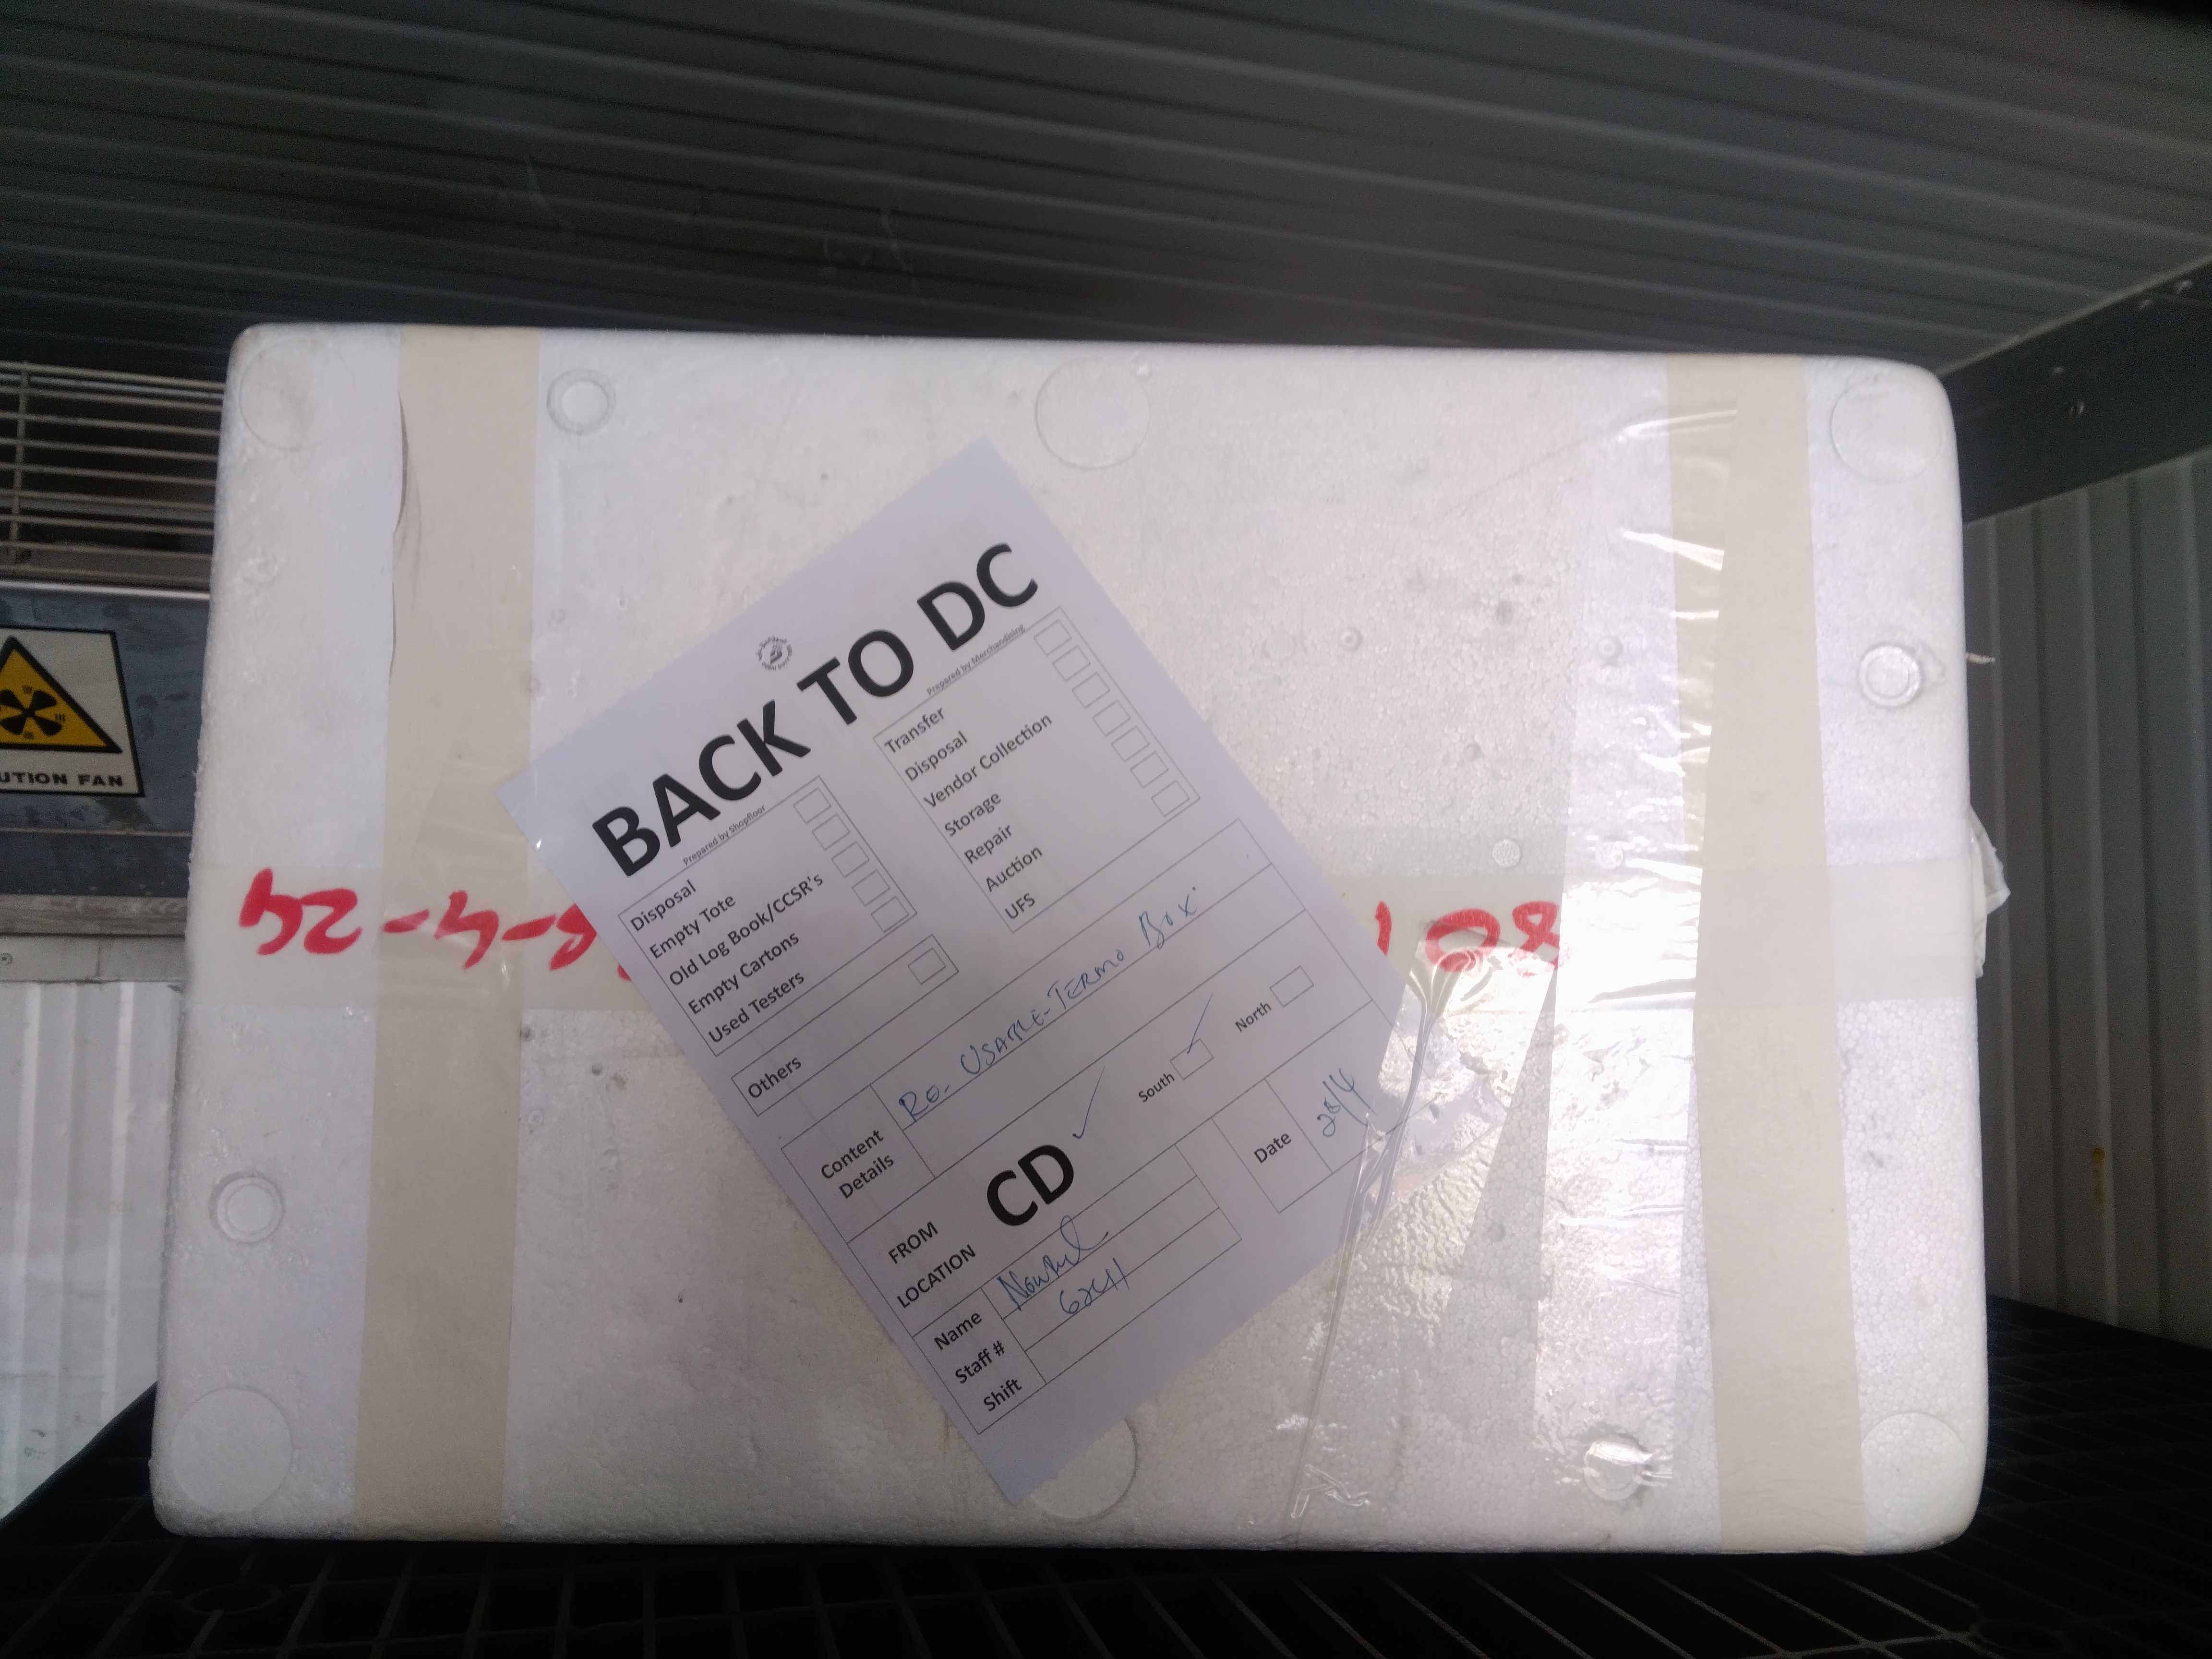 BACK TO DC
Prepared by Shopfloor
Disposal
Empty Tote
Old Log Book/CCSR's
Empty Cartons
Used Testers
Others
Prepared by Merchandising
Transfer
Disposal
Vendor Collection
Storage
Repair
Auction
UFS
Content Details
RE-USABLE-TERMO BOX.
FROM LOCATION
CD
South
North
Name
Staff #
Shift
Date
UTION FAN